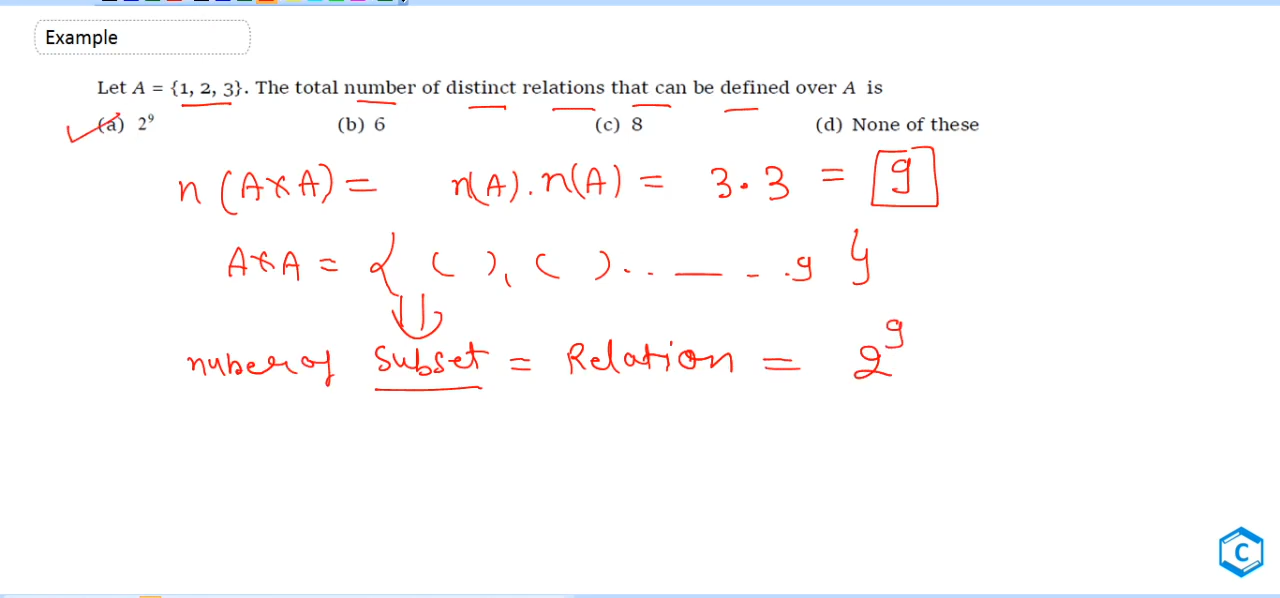 Example
Let A = {1, 2, 3}. The total number of distinct relations that can be defined over A is
(a) 2⁹ (b) 6 (c) 8 (d) None of these
n (A×A) = n(A).n(A) = 3.3 = 9
A×A = { ( ), ( ).. __ - .9 }
nuber of Subset = Relation = 2⁹
C